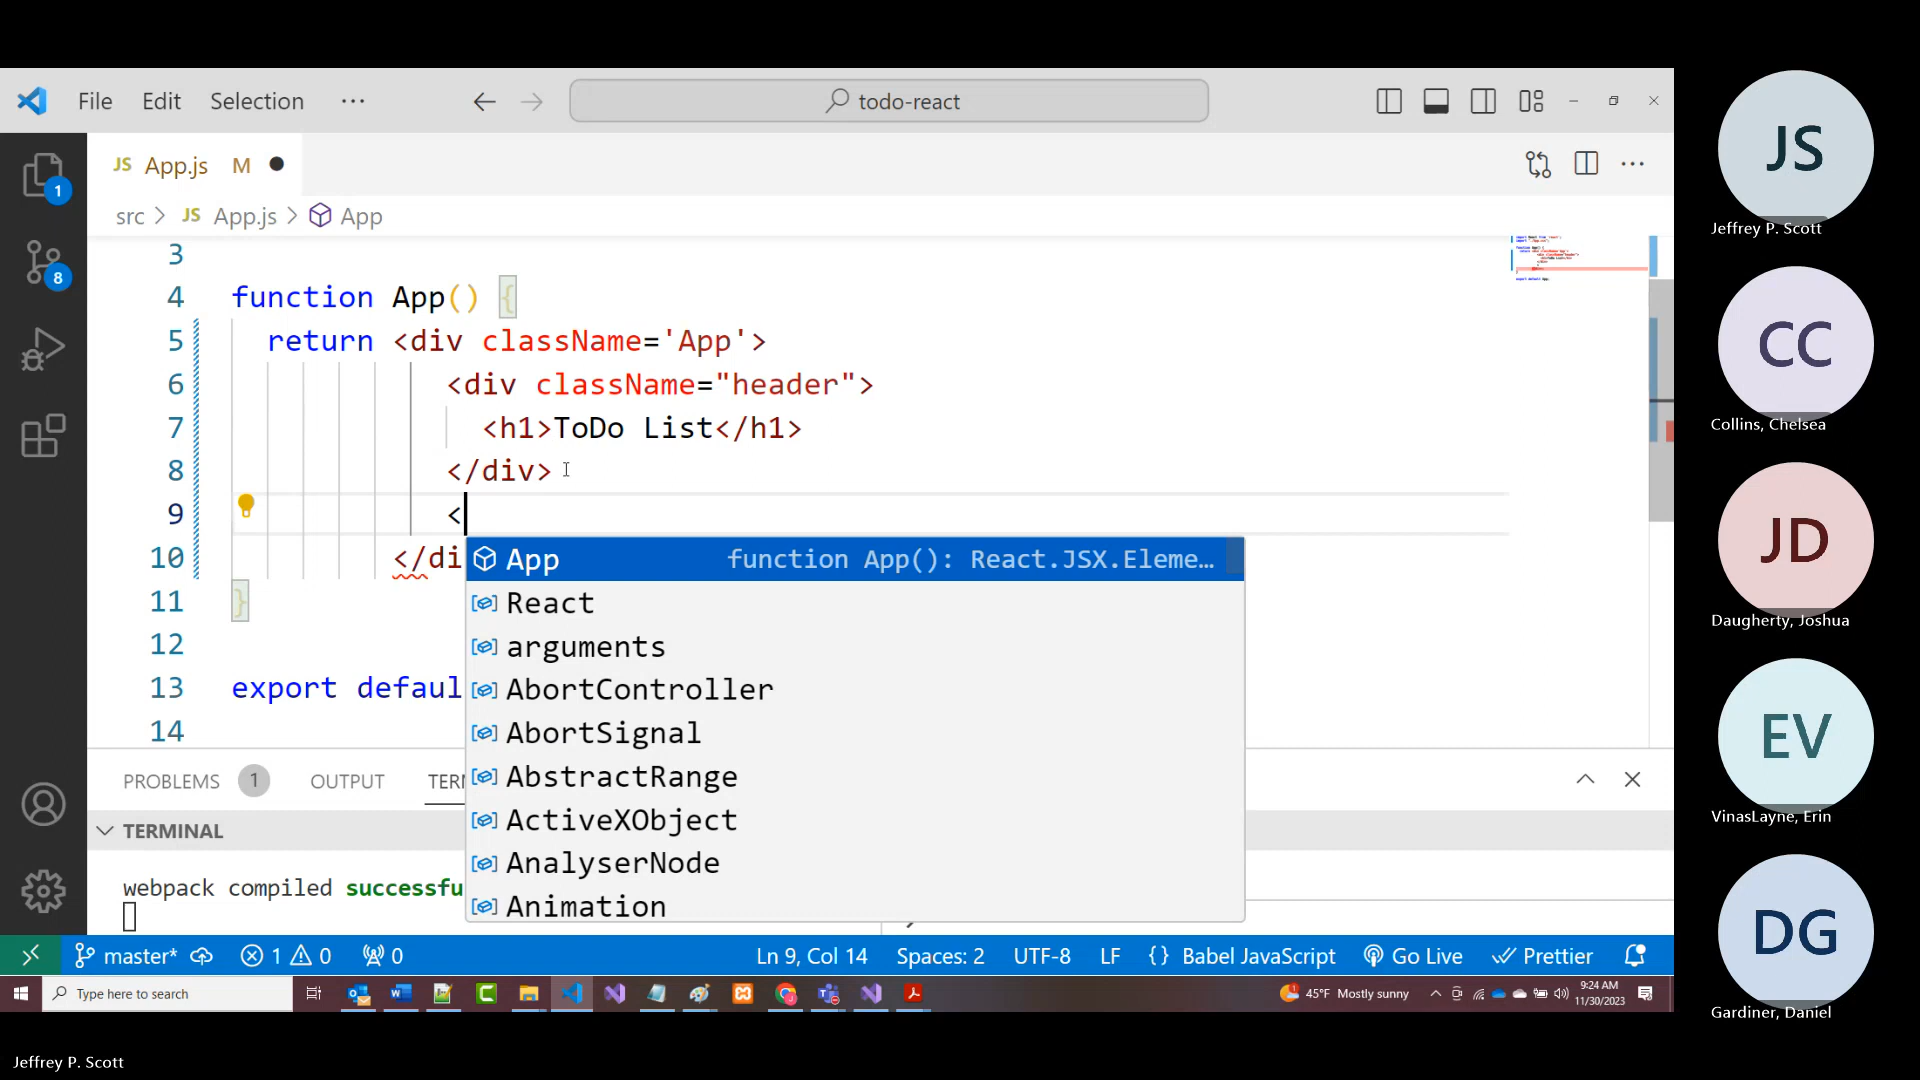 File Edit Selection ··· todo-react
JS App.js M
src > JS App.js > App
3
4 function App() {
5 return <div className='App'>
6 <div className="header">
7 <h1>ToDo List</h1>
8 </div>
9 <
10 </di
11 }
12
13 export defaul
14
App function App(): React.JSX.Eleme…
React
arguments
AbortController
AbortSignal
AbstractRange
ActiveXObject
AnalyserNode
Animation
1
8
PROBLEMS 1 OUTPUT TER
TERMINAL
webpack compiled successfu
master* 1 0 0 Ln 9, Col 14 Spaces: 2 UTF-8 LF {} Babel JavaScript Go Live Prettier
Type here to search 45°F Mostly sunny 9:24 AM
11/30/2023
JS
Jeffrey P. Scott
CC
Collins, Chelsea
JD
Daugherty, Joshua
EV
VinasLayne, Erin
DG
Gardiner, Daniel
Jeffrey P. Scott